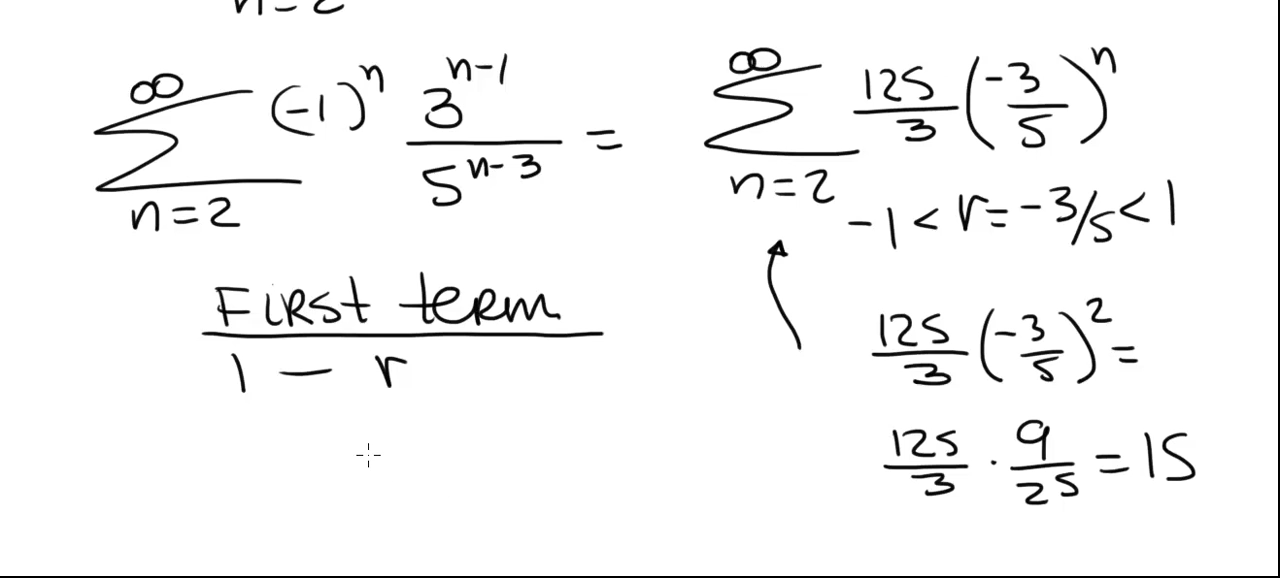 n=2
∞ ∑ n=2 (-1)^n 3^(n-1) / 5^(n-3) = ∞ ∑ n=2 125/3 (-3/5)^n
-1 < r = -3/5 < 1
First term / 1 - r
125/3 (-3/5)^2 =
125/3 · 9/25 = 15